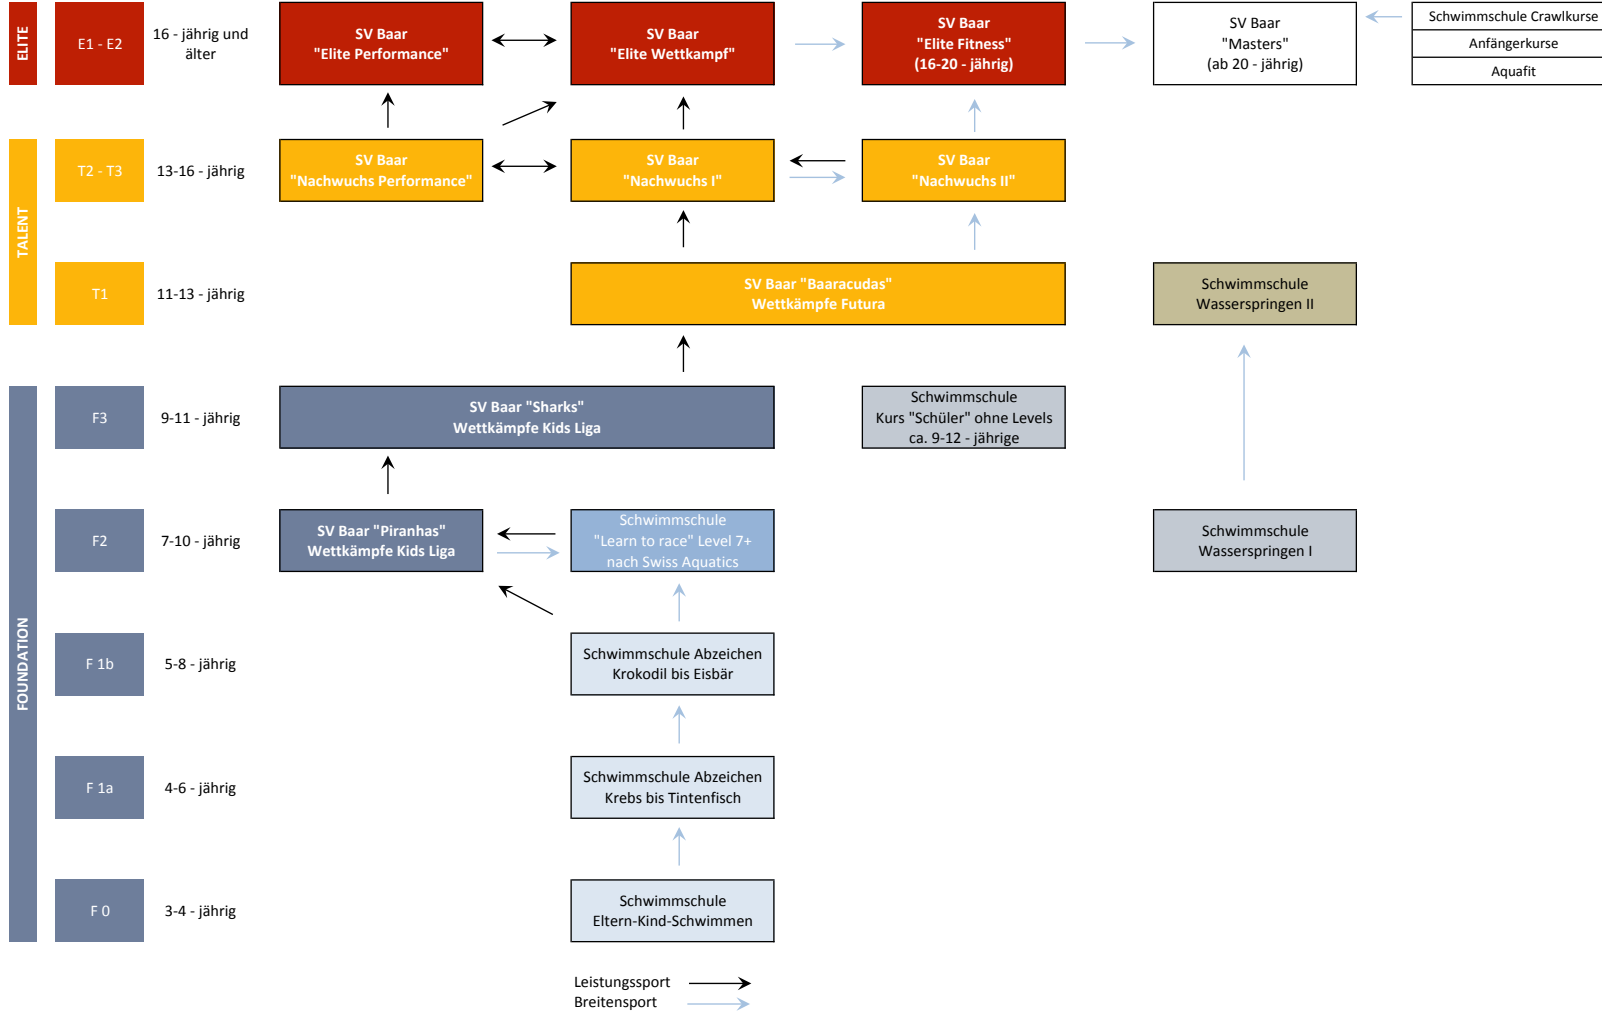 ELITE
E1 - E2
16 - jährig und
älter
SV Baar
"Elite Performance"
SV Baar
"Elite Wettkampf"
SV Baar
"Elite Fitness"
(16-20 - jährig)
SV Baar
"Masters"
(ab 20 - jährig)
Schwimmschule Crawlkurse
Anfängerkurse
Aquafit
TALENT
T2 - T3
13-16 - jährig
SV Baar
"Nachwuchs Performance"
SV Baar
"Nachwuchs I"
SV Baar
"Nachwuchs II"
T1
11-13 - jährig
SV Baar "Baaracudas"
Wettkämpfe Futura
Schwimmschule
Wasserspringen II
FOUNDATION
F3
9-11 - jährig
SV Baar "Sharks"
Wettkämpfe Kids Liga
Schwimmschule
Kurs "Schüler" ohne Levels
ca. 9-12 - jährige
F2
7-10 - jährig
SV Baar "Piranhas"
Wettkämpfe Kids Liga
Schwimmschule
"Learn to race" Level 7+
nach Swiss Aquatics
Schwimmschule
Wasserspringen I
F 1b
5-8 - jährig
Schwimmschule Abzeichen
Krokodil bis Eisbär
F 1a
4-6 - jährig
Schwimmschule Abzeichen
Krebs bis Tintenfisch
F 0
3-4 - jährig
Schwimmschule
Eltern-Kind-Schwimmen
Leistungssport
Breitensport